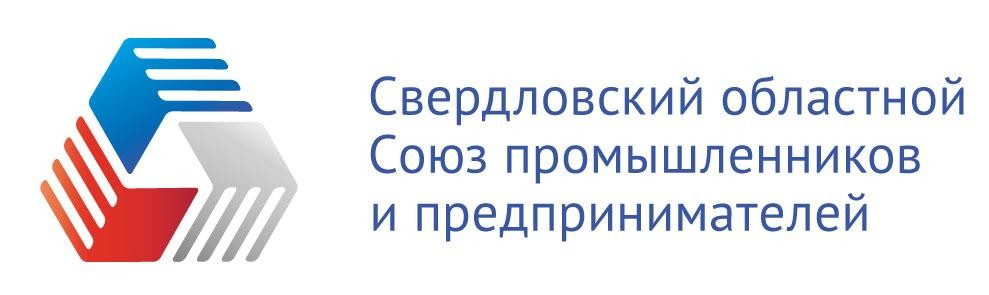 Свердловский областной
Союз промышленников
и предпринимателей